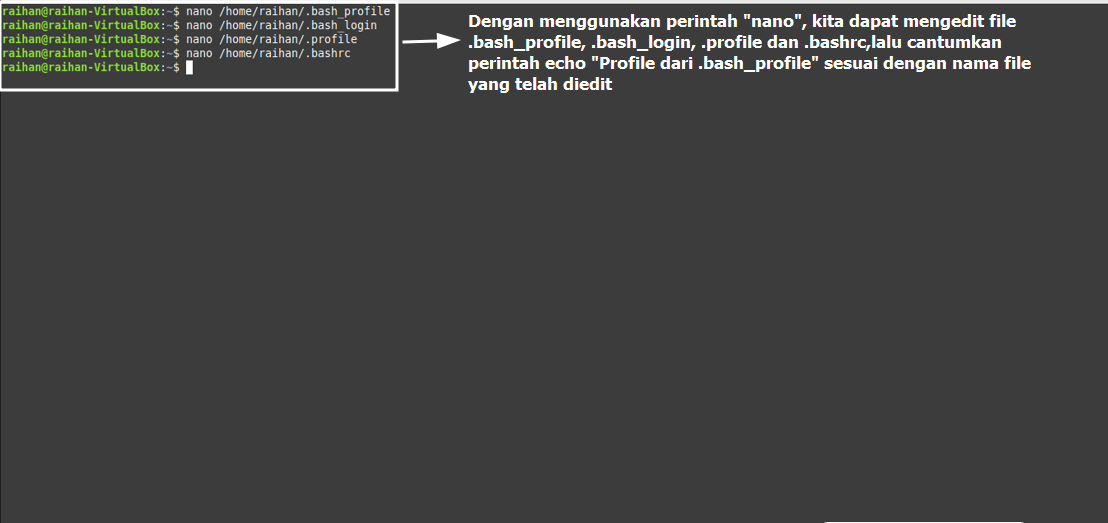 raihan@raihan-VirtualBox:~$ nano /home/raihan/.bash_profile
raihan@raihan-VirtualBox:~$ nano /home/raihan/.bash_login
raihan@raihan-VirtualBox:~$ nano /home/raihan/.profile
raihan@raihan-VirtualBox:~$ nano /home/raihan/.bashrc
raihan@raihan-VirtualBox:~$
Dengan menggunakan perintah "nano", kita dapat mengedit file
.bash_profile, .bash_login, .profile dan .bashrc,lalu cantumkan
perintah echo "Profile dari .bash_profile" sesuai dengan nama file
yang telah diedit